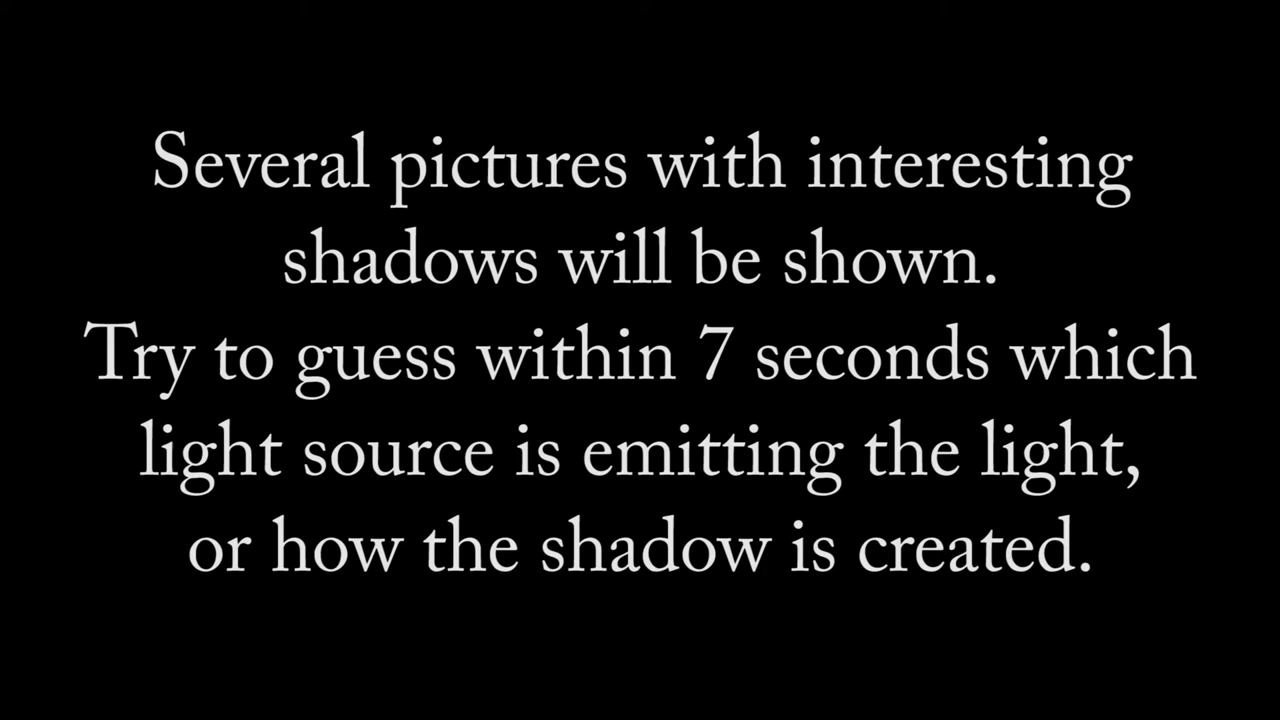 Several pictures with interesting
shadows will be shown.
Try to guess within 7 seconds which
light source is emitting the light,
or how the shadow is created.